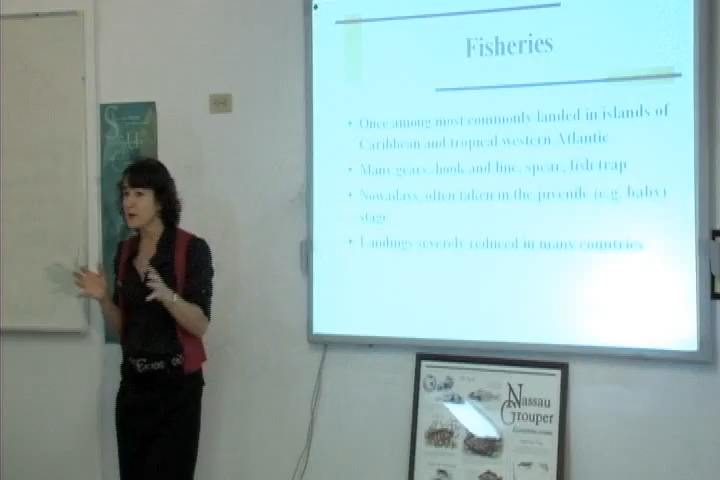 Fisheries
• Once among most commonly landed in islands of
Caribbean and tropical western Atlantic
• Many gears, hook and line, spear, fish trap
• Nowadays, often taken in the juvenile (e.g. baby)
stage
• Landings severely reduced in many countries
Nassau
Grouper